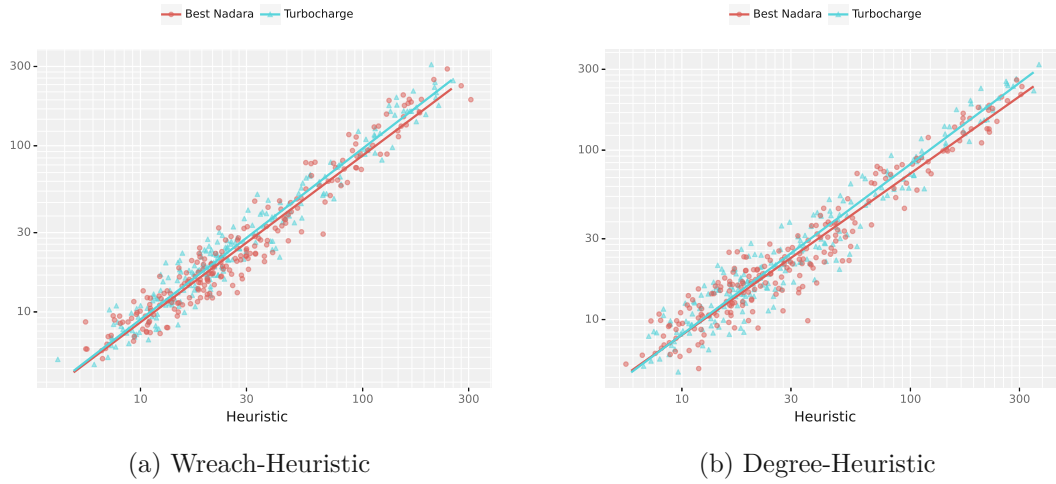 Best Nadara Turbocharge
300
100
30
10
10 30 100 300
Heuristic
(a) Wreach-Heuristic
Best Nadara Turbocharge
300
100
30
10
10 30 100 300
Heuristic
(b) Degree-Heuristic